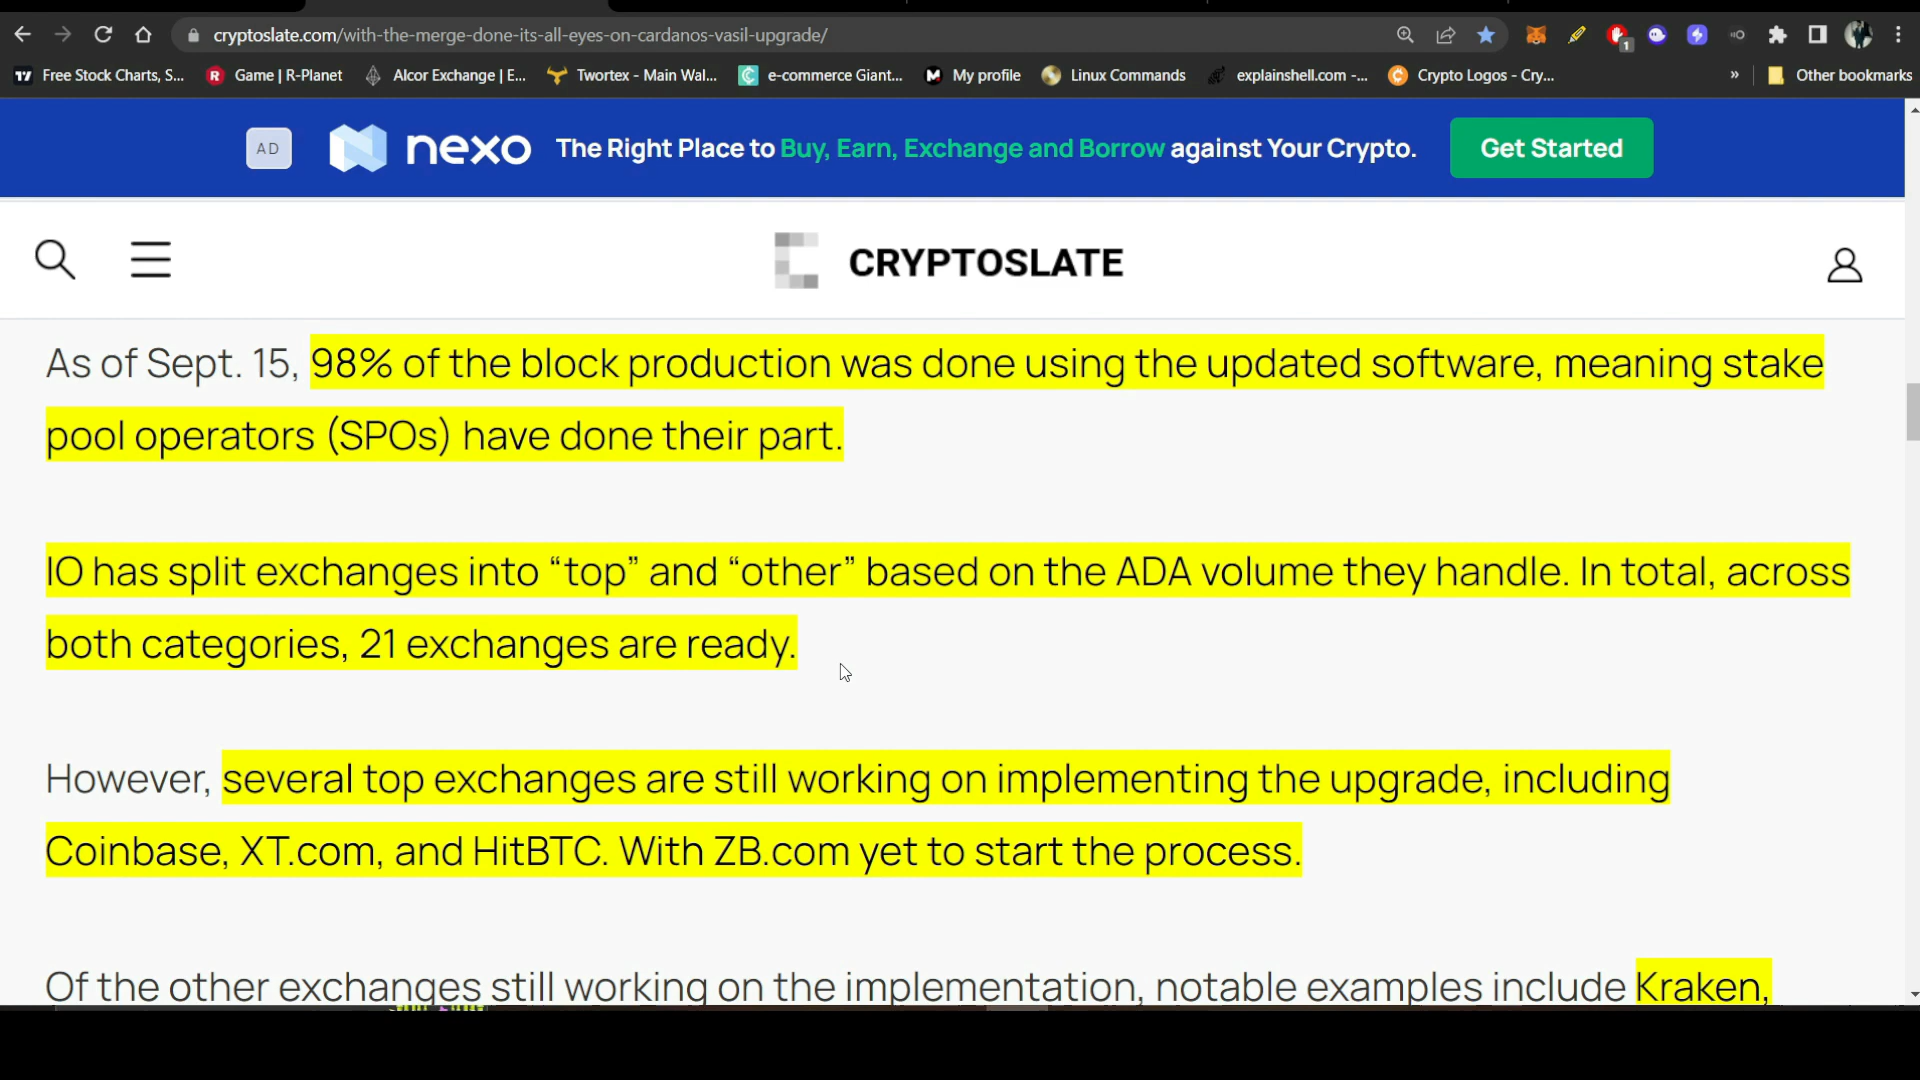 cryptoslate.com/with-the-merge-done-its-all-eyes-on-cardanos-vasil-upgrade/
1
Free Stock Charts, S...
Game | R-Planet
Alcor Exchange | E...
Twortex - Main Wal...
e-commerce Giant...
My profile
Linux Commands
explainshell.com -...
Crypto Logos - Cry...
»
Other bookmarks
AD
nexo
The Right Place to Buy, Earn, Exchange and Borrow against Your Crypto.
Get Started
CRYPTOSLATE
As of Sept. 15, 98% of the block production was done using the updated software, meaning stake
pool operators (SPOs) have done their part.
IO has split exchanges into “top” and “other” based on the ADA volume they handle. In total, across
both categories, 21 exchanges are ready.
However, several top exchanges are still working on implementing the upgrade, including
Coinbase, XT.com, and HitBTC. With ZB.com yet to start the process.
Of the other exchanges still working on the implementation, notable examples include Kraken,